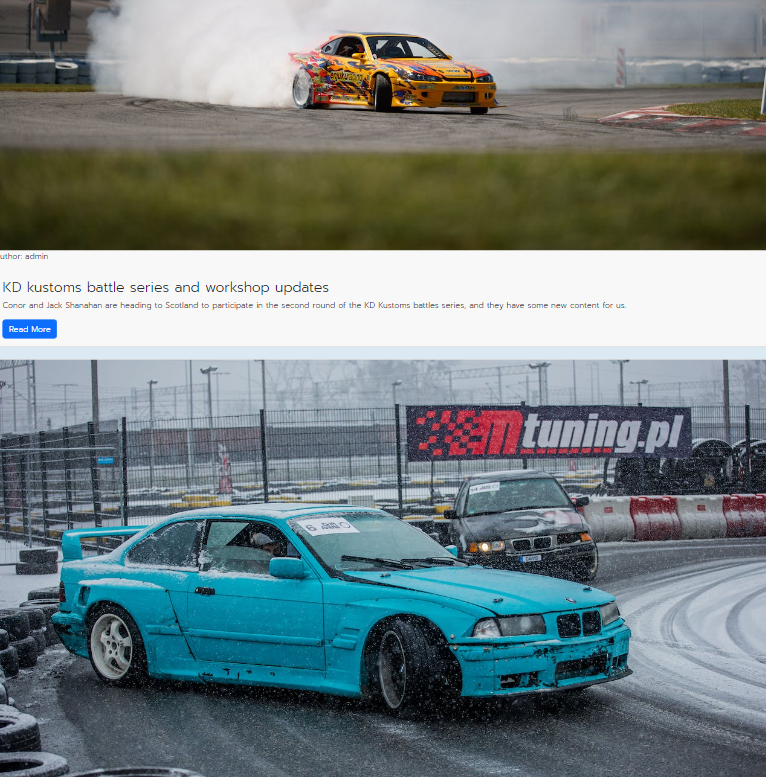 uthor: admin
KD kustoms battle series and workshop updates
Conor and Jack Shanahan are heading to Scotland to participate in the second round of the KD Kustoms battles series, and they have some new content for us.
Read More
Mtuning.pl
6